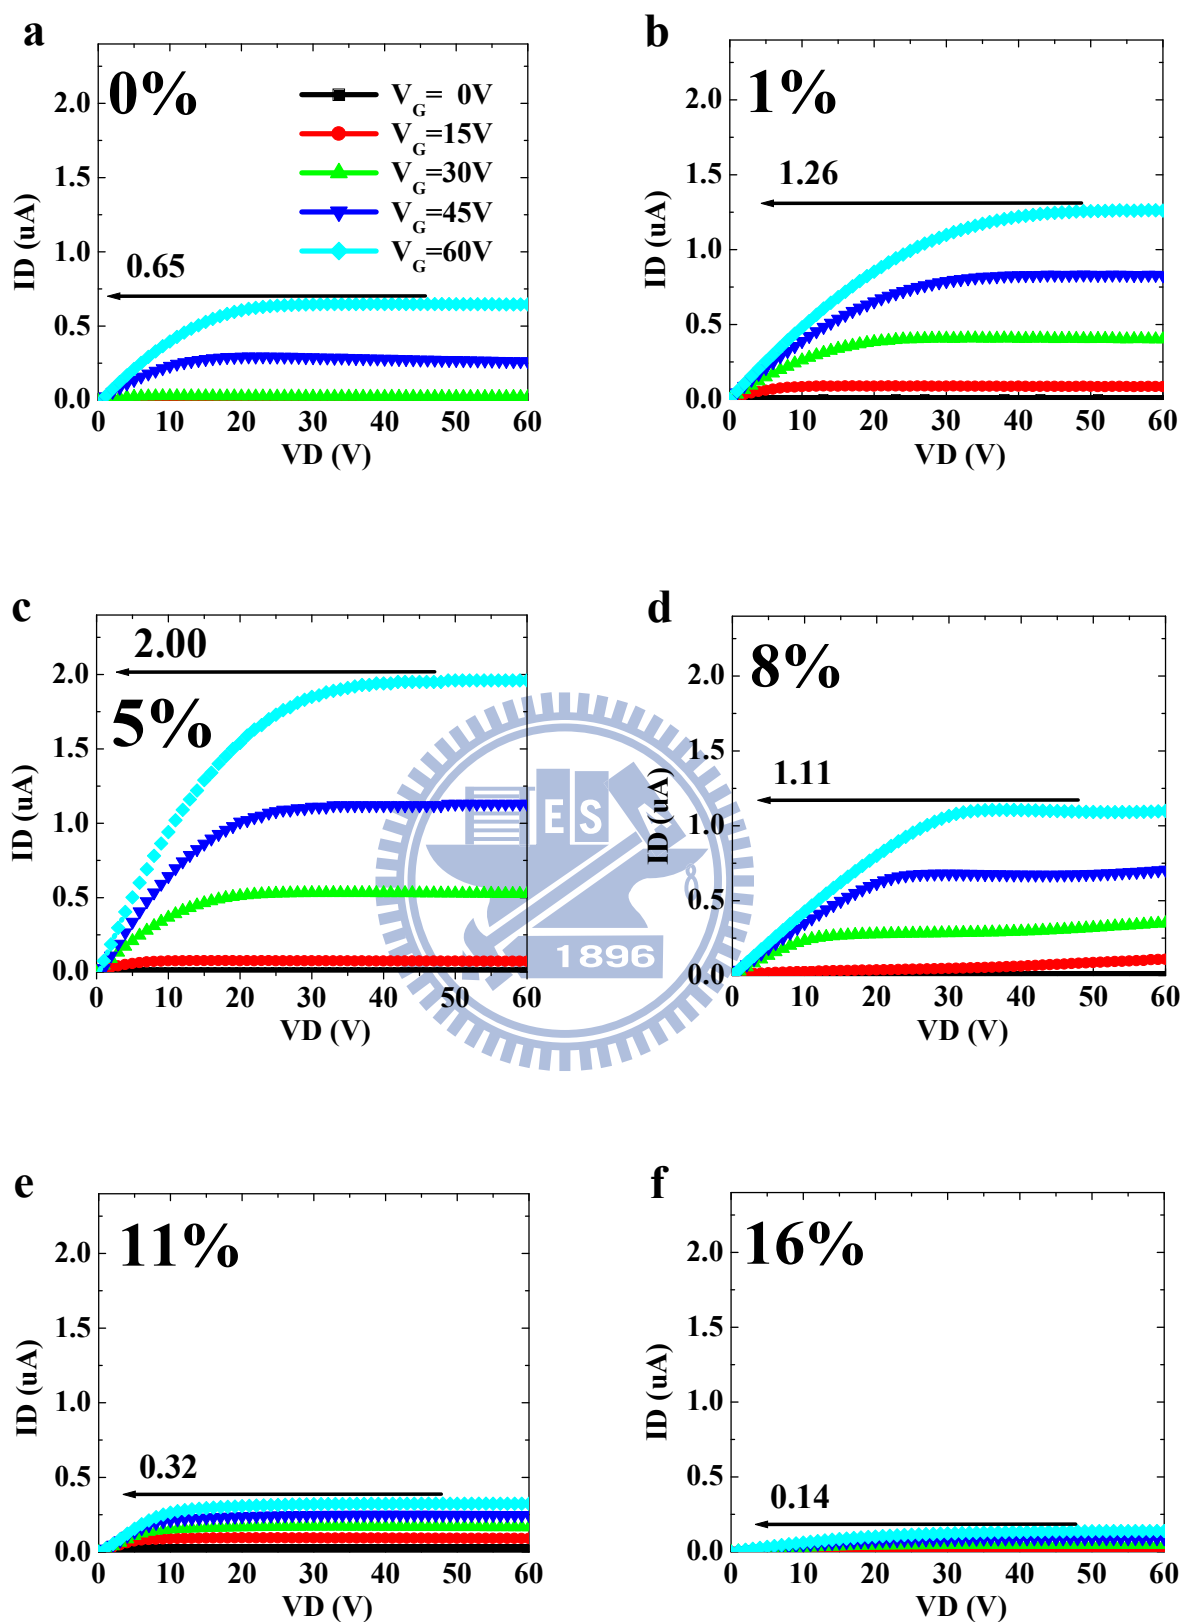 a
0%
V_G= 0V
V_G=15V
V_G=30V
V_G=45V
V_G=60V
0.65
2.0
1.5
1.0
0.5
0.0
ID (uA)
0 10 20 30 40 50 60
VD (V)
b
1%
1.26
2.0
1.5
1.0
0.5
0.0
ID (uA)
0 10 20 30 40 50 60
VD (V)
c
2.00
5%
2.0
1.5
1.0
0.5
0.0
ID (uA)
0 10 20 30 40 50 60
VD (V)
d
8%
1.11
2.0
1.5
1.0
0.5
0.0
ID (uA)
0 10 20 30 40 50 60
VD (V)
ES
1896
e
11%
0.32
2.0
1.5
1.0
0.5
0.0
ID (uA)
0 10 20 30 40 50 60
VD (V)
f
16%
0.14
2.0
1.5
1.0
0.5
0.0
ID (uA)
0 10 20 30 40 50 60
VD (V)